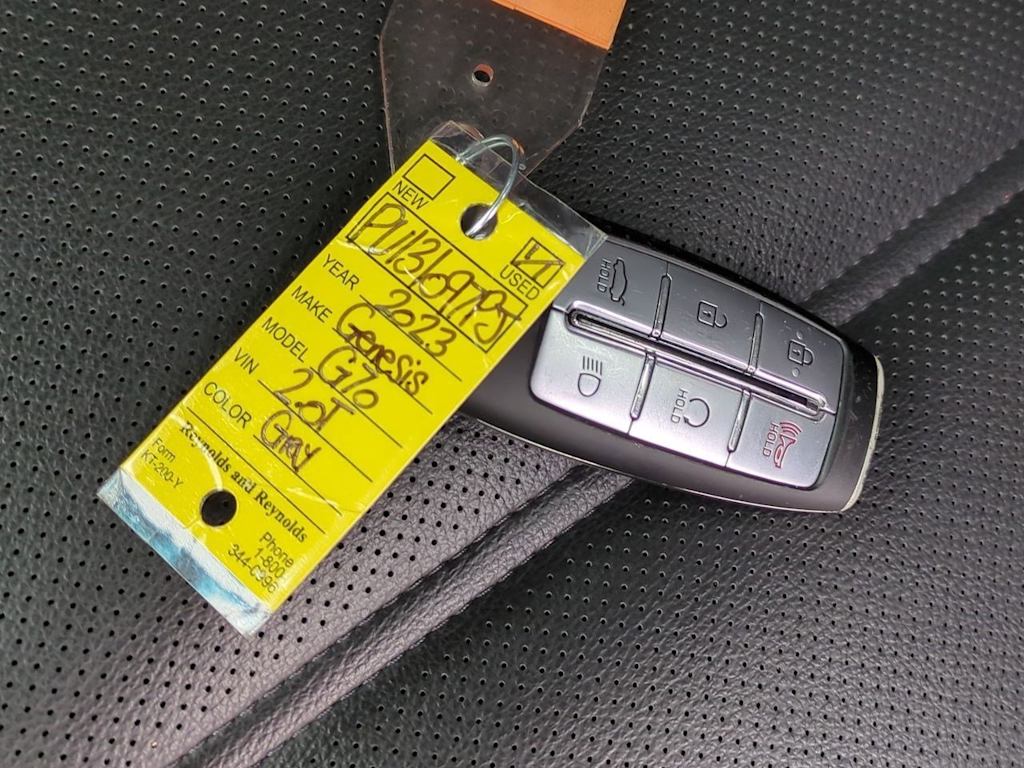 NEW
USED
PU13697PJ
YEAR 2023
MAKE Genesis
MODEL G70
VIN 2.0T
COLOR Gray
Reynolds and Reynolds
Form
KT-200-Y
Phone
1-800-
344-0996
HOLD
HOLD
HOLD